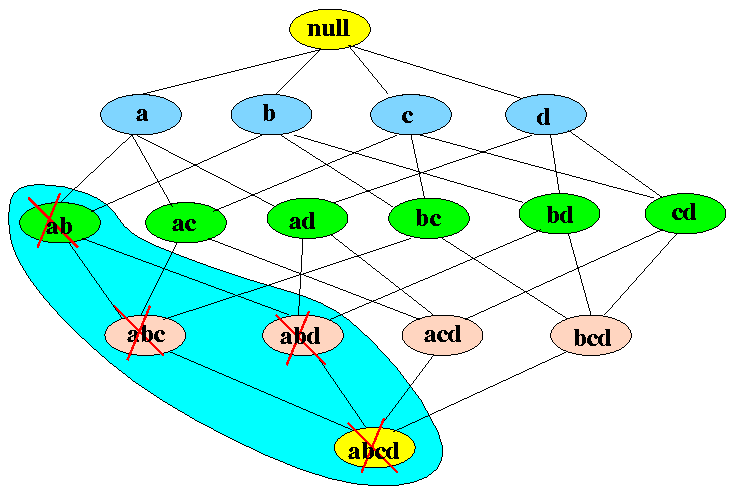 null
a b c d
ab ac ad bc bd cd
abc abd acd bcd
abcd